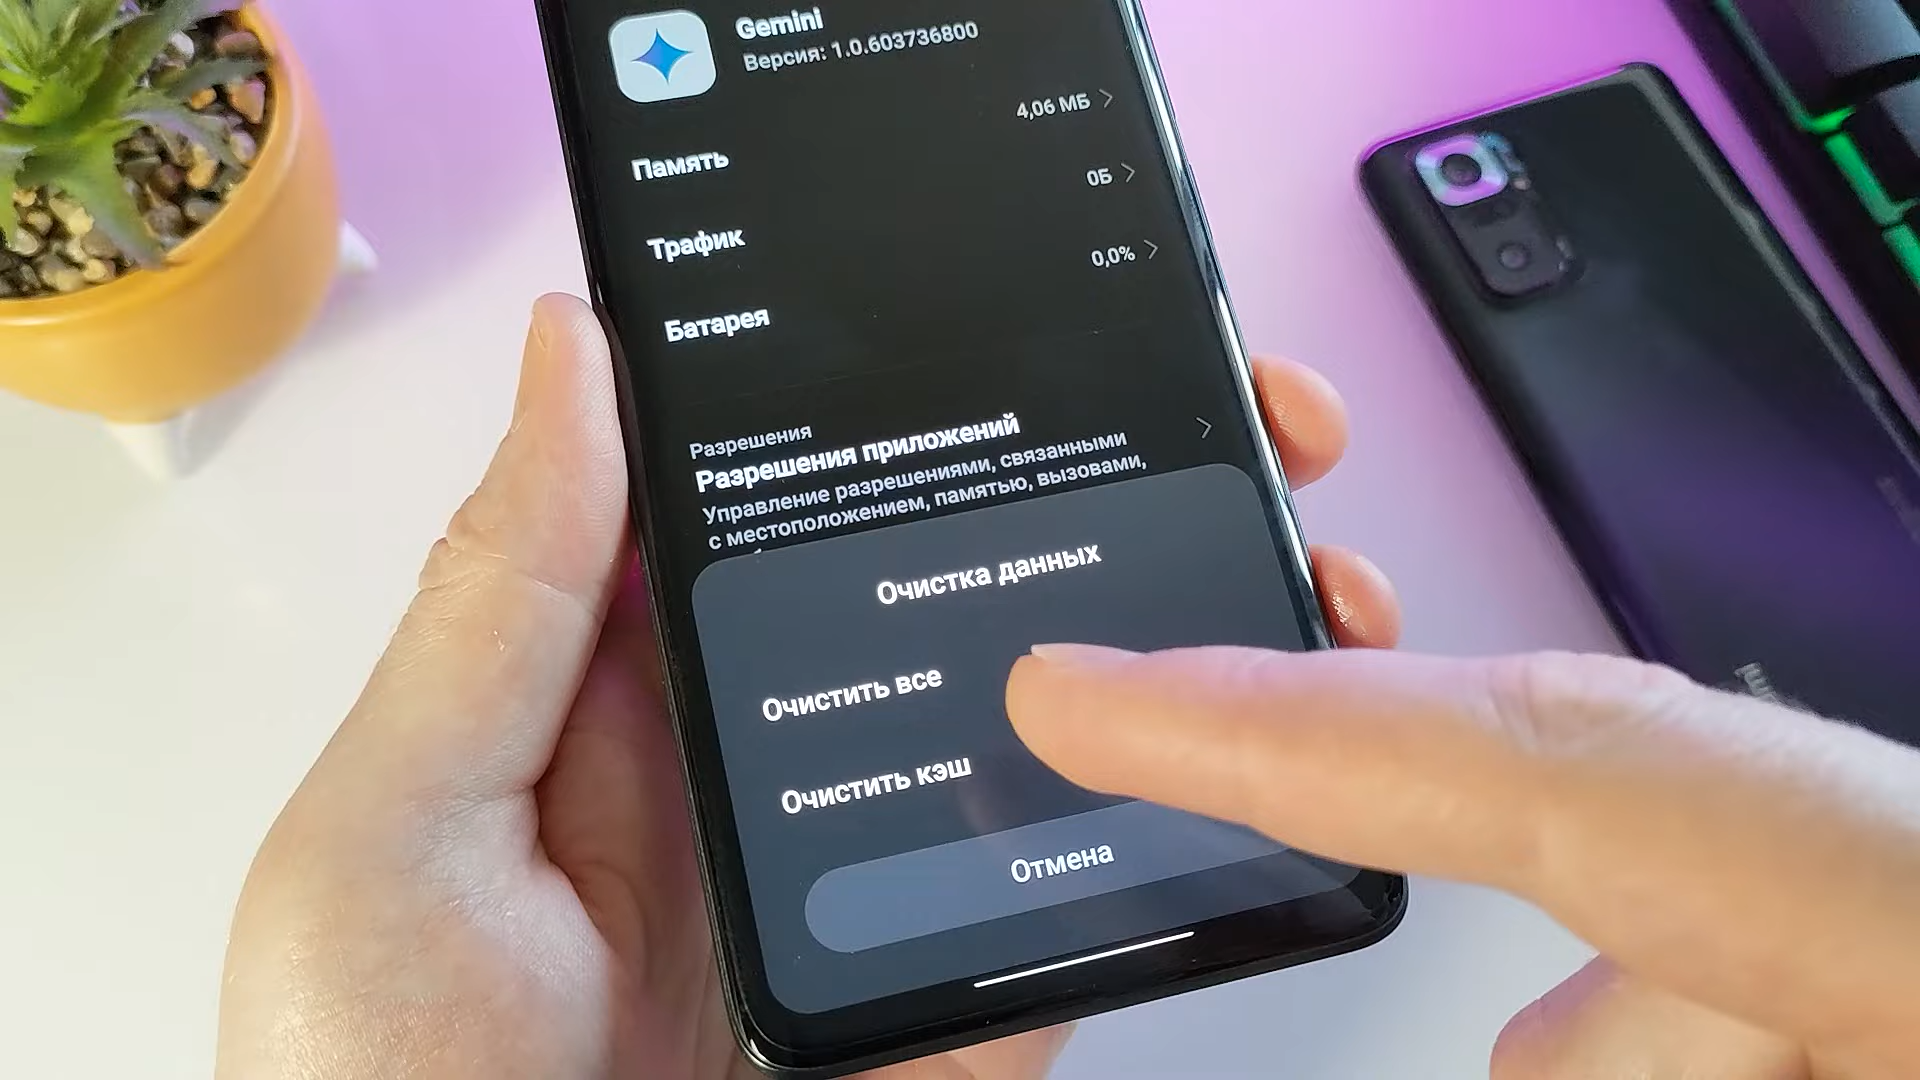 Gemini
Версия: 1.0.603736800
4,06 МБ
Память
0Б
Трафик
0,0%
Батарея
Разрешения
Разрешения приложений
Управление разрешениями, связанными
с местоположением, памятью, вызовами,
Очистка данных
Очистить все
Очистить кэш
Отмена